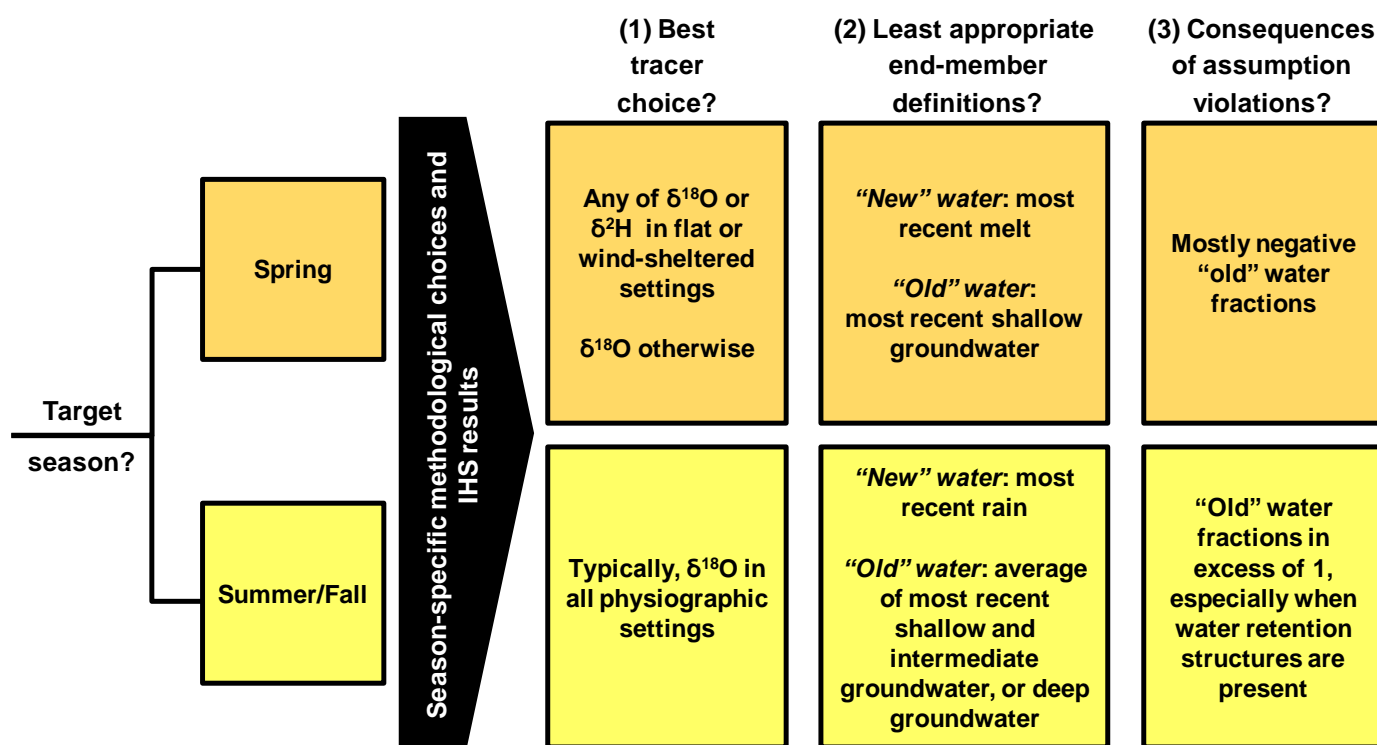 (1) Best
tracer
choice?
(2) Least appropriate
end-member
definitions?
(3) Consequences
of assumption
violations?
Target
season?
Spring
Summer/Fall
Season-specific methodological choices and
IHS results
Any of δ¹⁸O or
δ²H in flat or
wind-sheltered
settings
δ¹⁸O otherwise
“New” water: most
recent melt
“Old” water:
most recent shallow
groundwater
Mostly negative
“old” water
fractions
Typically, δ¹⁸O in
all physiographic
settings
“New” water: most
recent rain
“Old” water: average
of most recent
shallow and
intermediate
groundwater, or deep
groundwater
“Old” water
fractions in
excess of 1,
especially when
water retention
structures are
present